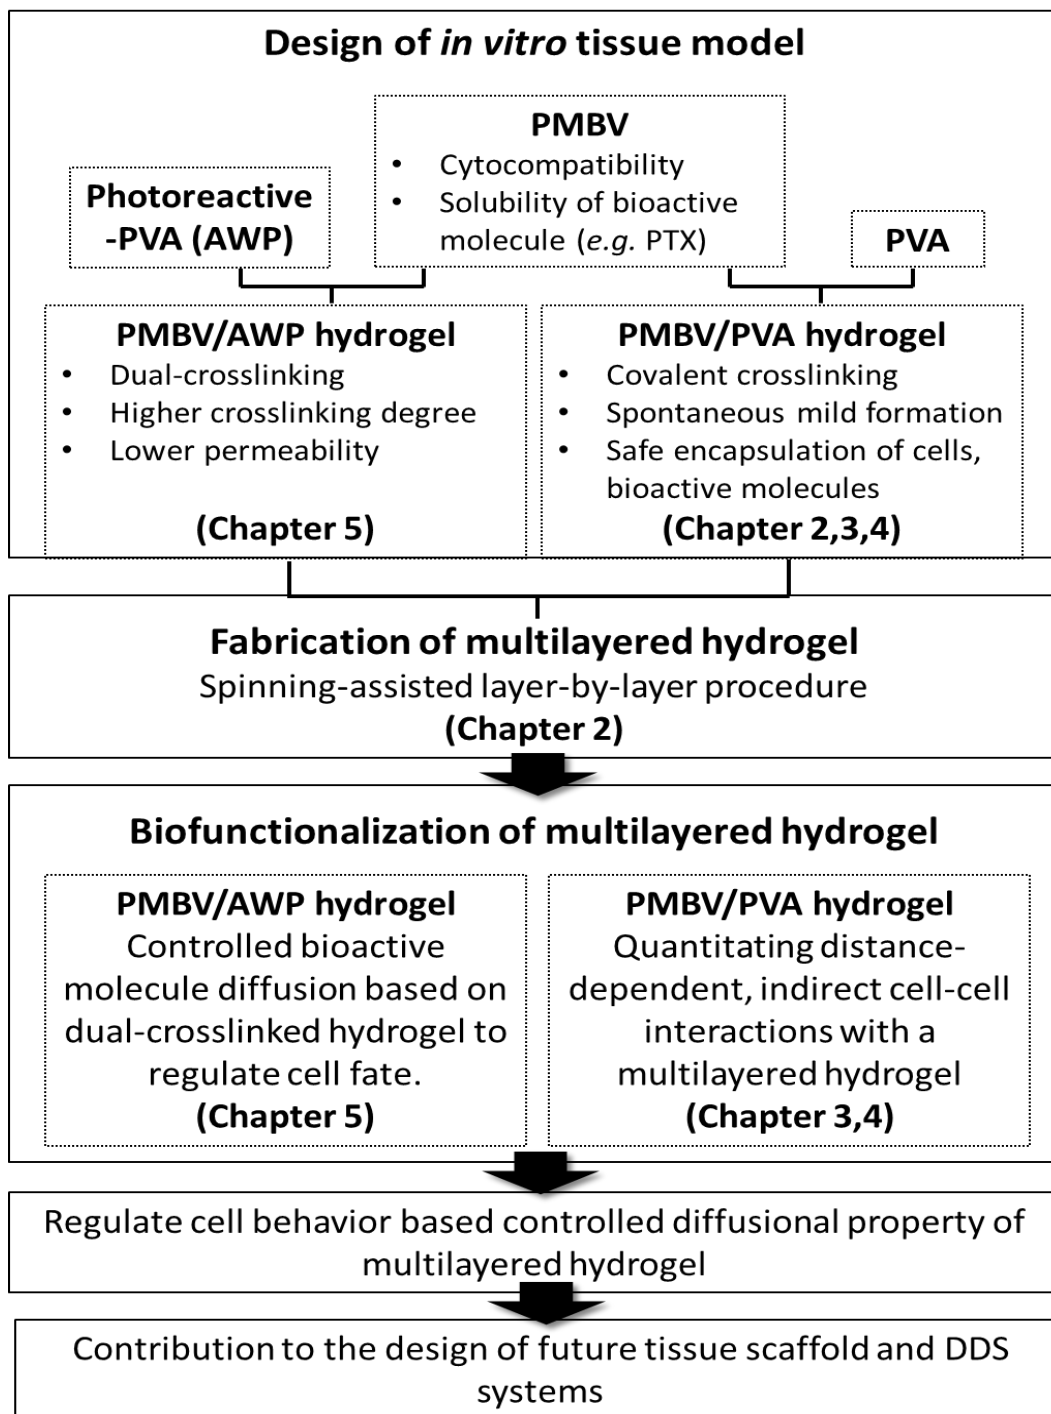 Design of in vitro tissue model
PMBV
• Cytocompatibility
• Solubility of bioactive
molecule (e.g. PTX)
Photoreactive
-PVA (AWP)
PVA
PMBV/AWP hydrogel
• Dual-crosslinking
• Higher crosslinking degree
• Lower permeability
(Chapter 5)
PMBV/PVA hydrogel
• Covalent crosslinking
• Spontaneous mild formation
• Safe encapsulation of cells,
bioactive molecules
(Chapter 2,3,4)
Fabrication of multilayered hydrogel
Spinning-assisted layer-by-layer procedure
(Chapter 2)
Biofunctionalization of multilayered hydrogel
PMBV/AWP hydrogel
Controlled bioactive
molecule diffusion based on
dual-crosslinked hydrogel to
regulate cell fate.
(Chapter 5)
PMBV/PVA hydrogel
Quantitating distance-
dependent, indirect cell-cell
interactions with a
multilayered hydrogel
(Chapter 3,4)
Regulate cell behavior based controlled diffusional property of
multilayered hydrogel
Contribution to the design of future tissue scaffold and DDS
systems